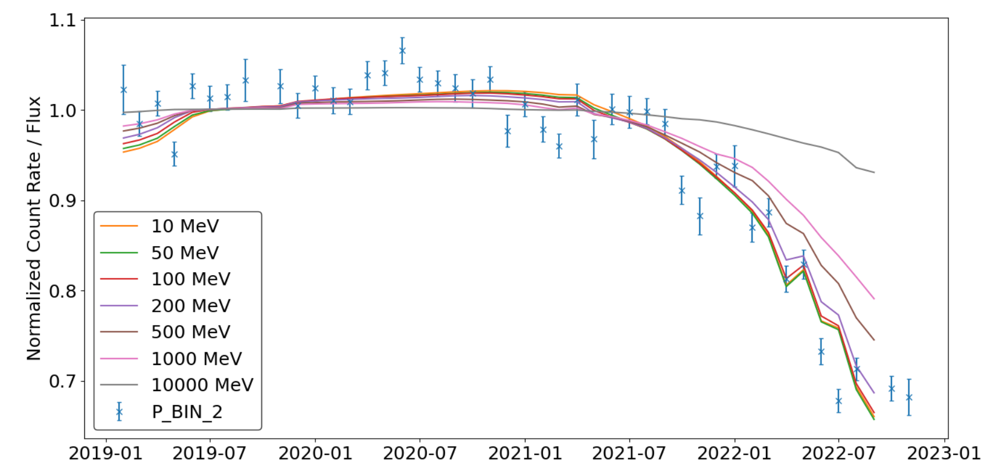 Normalized Count Rate / Flux
1.1
1.0
0.9
0.8
0.7
10 MeV
50 MeV
100 MeV
200 MeV
500 MeV
1000 MeV
10000 MeV
P_BIN_2
2019-01 2019-07 2020-01 2020-07 2021-01 2021-07 2022-01 2022-07 2023-01